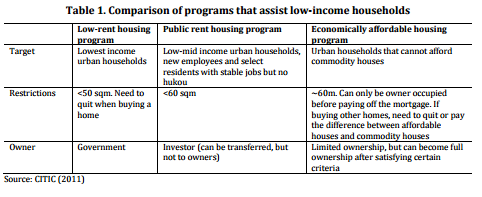 Table 1. Comparison of programs that assist low-income households
Low-rent housing program
Public rent housing program
Economically affordable housing program
Target
Lowest income
urban households
Low-mid income urban households,
new employees and select
residents with stable jobs but no
hukou
Urban households that cannot afford
commodity houses
Restrictions
<50 sqm. Need to
quit when buying a
home
<60 sqm
~60m. Can only be owner occupied
before paying off the mortgage. If
buying other homes, need to quit or pay
the difference between affordable
houses and commodity houses
Owner
Government
Investor (can be transferred, but
not to owners)
Limited ownership, but can become full
ownership after satisfying certain
criteria
Source: CITIC (2011)